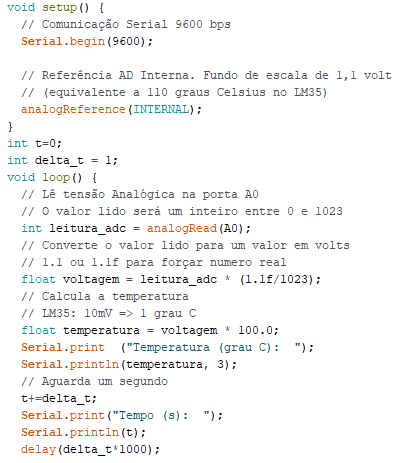 void setup() {
  // Comunicação Serial 9600 bps
  Serial.begin(9600);

  // Referência AD Interna. Fundo de escala de 1,1 volt
  // (equivalente a 110 graus Celsius no LM35)
  analogReference(INTERNAL);
}
int t=0;
int delta_t = 1;
void loop() {
  // Lê tensão Analógica na porta A0
  // O valor lido será um inteiro entre 0 e 1023
  int leitura_adc = analogRead(A0);
  // Converte o valor lido para um valor em volts
  // 1.1 ou 1.1f para forçar numero real
  float voltagem = leitura_adc * (1.1f/1023);
  // Calcula a temperatura
  // LM35: 10mV => 1 grau C
  float temperatura = voltagem * 100.0;
  Serial.print  ("Temperatura (grau C):  ");
  Serial.println(temperatura, 3);
  // Aguarda um segundo
  t+=delta_t;
  Serial.print("Tempo (s):  ");
  Serial.println(t);
  delay(delta_t*1000);